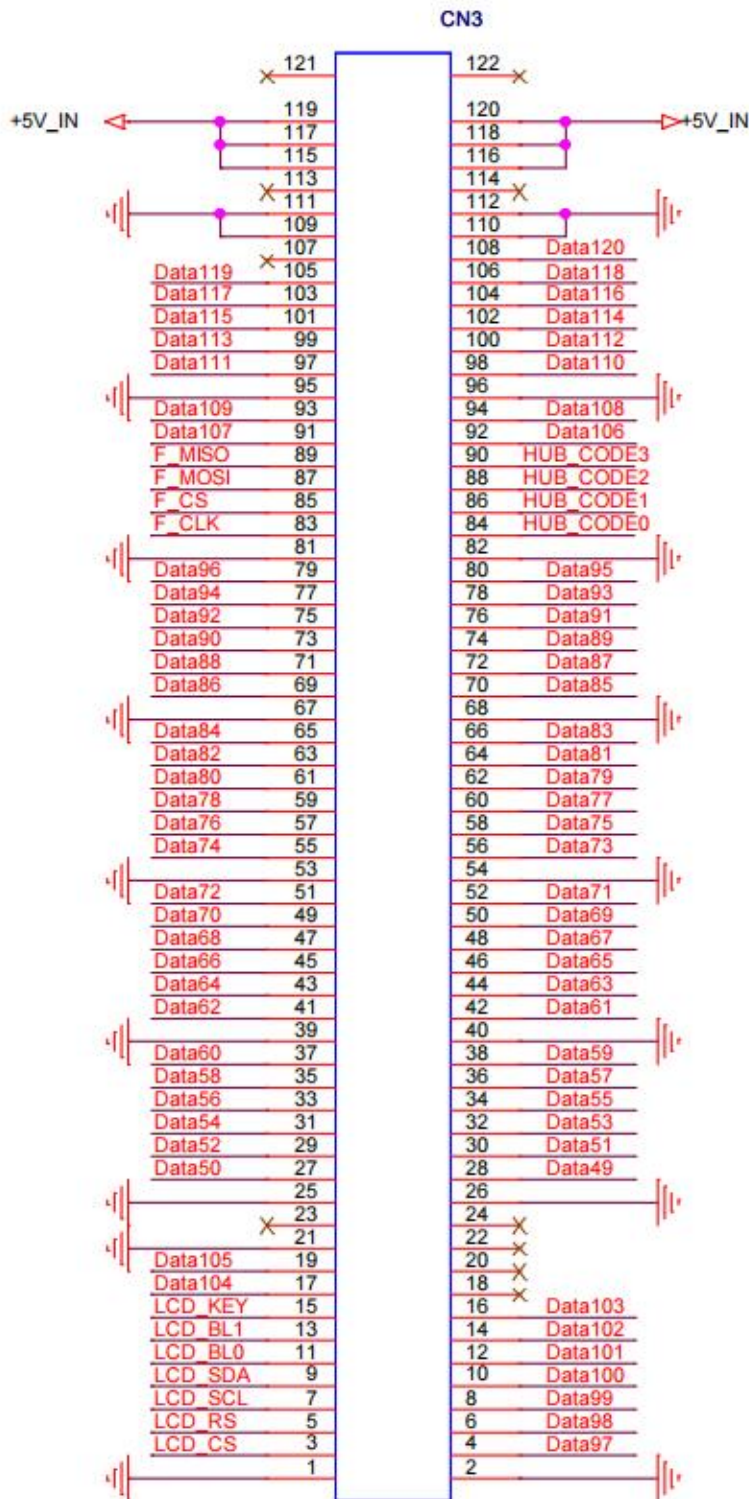 CN3
121 122
+5V_IN 119 120 +5V_IN
117 118
115 116
113 114
111 112
109 110
107 108 Data120
Data119 105 106 Data118
Data117 103 104 Data116
Data115 101 102 Data114
Data113 99 100 Data112
Data111 97 98 Data110
95 96
Data109 93 94 Data108
Data107 91 92 Data106
F_MISO 89 90 HUB_CODE3
F_MOSI 87 88 HUB_CODE2
F_CS 85 86 HUB_CODE1
F_CLK 83 84 HUB_CODE0
81 82
Data96 79 80 Data95
Data94 77 78 Data93
Data92 75 76 Data91
Data90 73 74 Data89
Data88 71 72 Data87
Data86 69 70 Data85
67 68
Data84 65 66 Data83
Data82 63 64 Data81
Data80 61 62 Data79
Data78 59 60 Data77
Data76 57 58 Data75
Data74 55 56 Data73
53 54
Data72 51 52 Data71
Data70 49 50 Data69
Data68 47 48 Data67
Data66 45 46 Data65
Data64 43 44 Data63
Data62 41 42 Data61
39 40
Data60 37 38 Data59
Data58 35 36 Data57
Data56 33 34 Data55
Data54 31 32 Data53
Data52 29 30 Data51
Data50 27 28 Data49
25 26
23 24
21 22
Data105 19 20
Data104 17 18
LCD_KEY 15 16 Data103
LCD_BL1 13 14 Data102
LCD_BL0 11 12 Data101
LCD_SDA 9 10 Data100
LCD_SCL 7 8 Data99
LCD_RS 5 6 Data98
LCD_CS 3 4 Data97
1 2